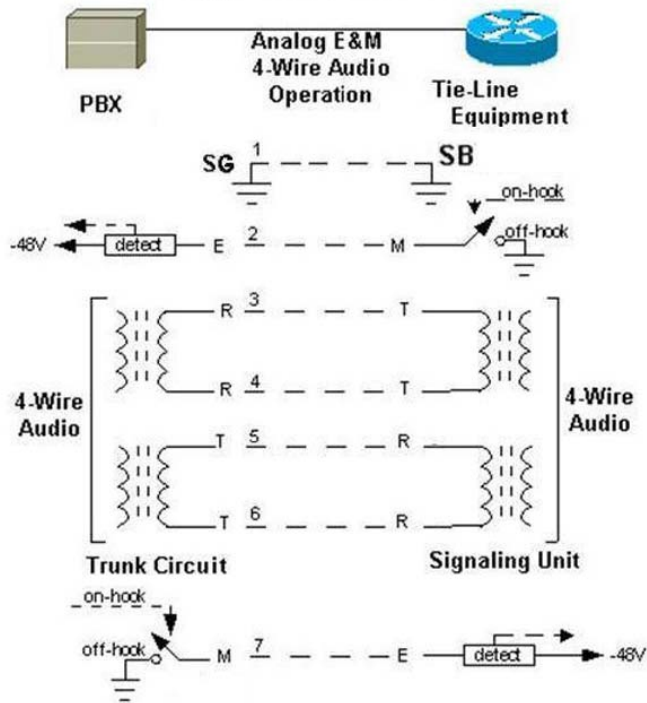 Analog E&M
4-Wire Audio
Operation
PBX
Tie-Line
Equipment
SG 1 SB
on-hook
-48V detect E 2 M off-hook
R 3 T
4-Wire
Audio
R 4 T
4-Wire
Audio
T 5 R
T 6 R
Trunk Circuit Signaling Unit
on-hook
off-hook M 7 E detect -48V